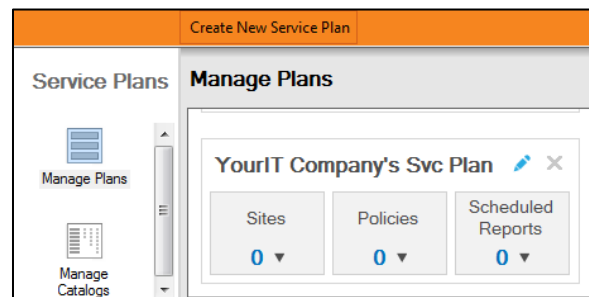 Create New Service Plan
Service Plans
Manage Plans
Manage Plans
Manage
Catalogs
YourIT Company's Svc Plan
Sites
0
Policies
0
Scheduled
Reports
0